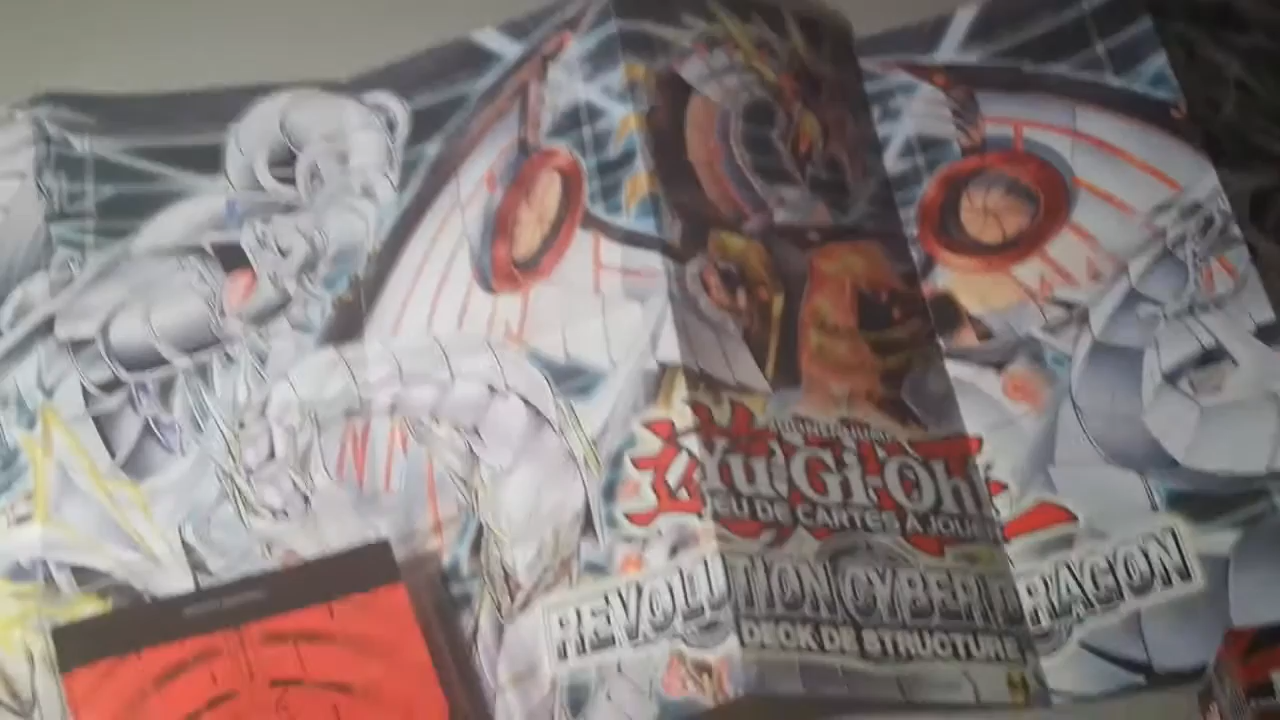 Yu-Gi-Oh!
JEU DE CARTES À JOUER
REVOLUTION CYBER DRAGON
DECK DE STRUCTURE